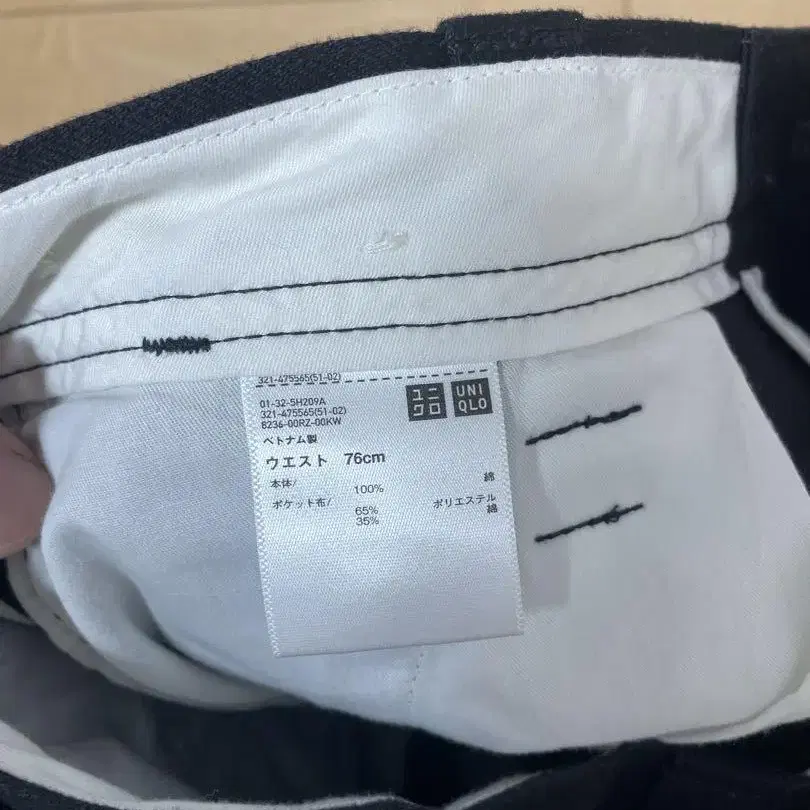 321-475565(51-02)
01-32-5H209A
321-475565(51-02)
8236-00RZ-00KW
ユニクロ
UNIQLO
ベトナム製
ウエスト 76cm
本体/ 100% 綿
ポケット布/ 65% ポリエステル
35% 綿